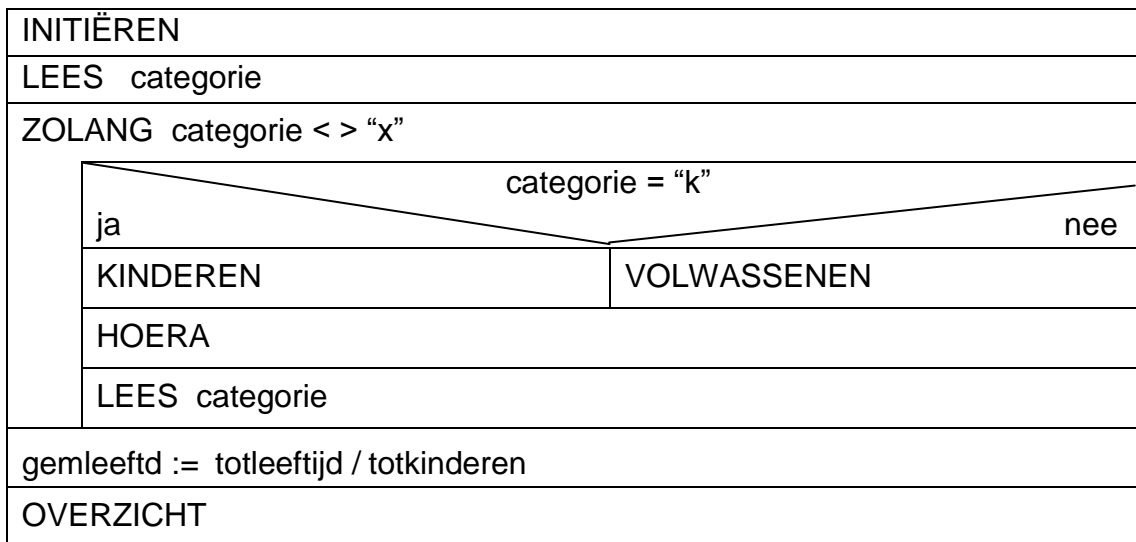 INITIËREN
LEES categorie
ZOLANG categorie < > “x”
categorie = “k”
ja nee
KINDEREN VOLWASSENEN
HOERA
LEES categorie
gemleeftd := totleeftijd / totkinderen
OVERZICHT